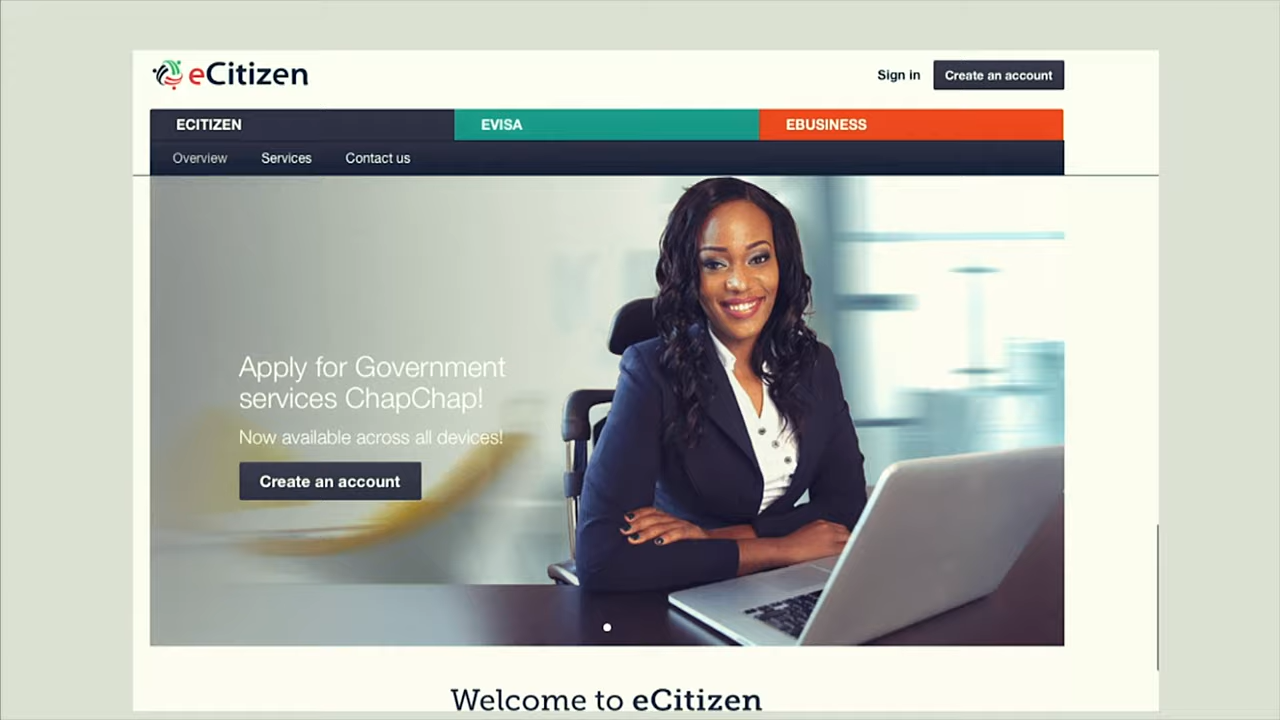 eCitizen
Sign in
Create an account
ECITIZEN
EVISA
EBUSINESS
Overview
Services
Contact us
Apply for Government
services ChapChap!
Now available across all devices!
Create an account
Welcome to eCitizen